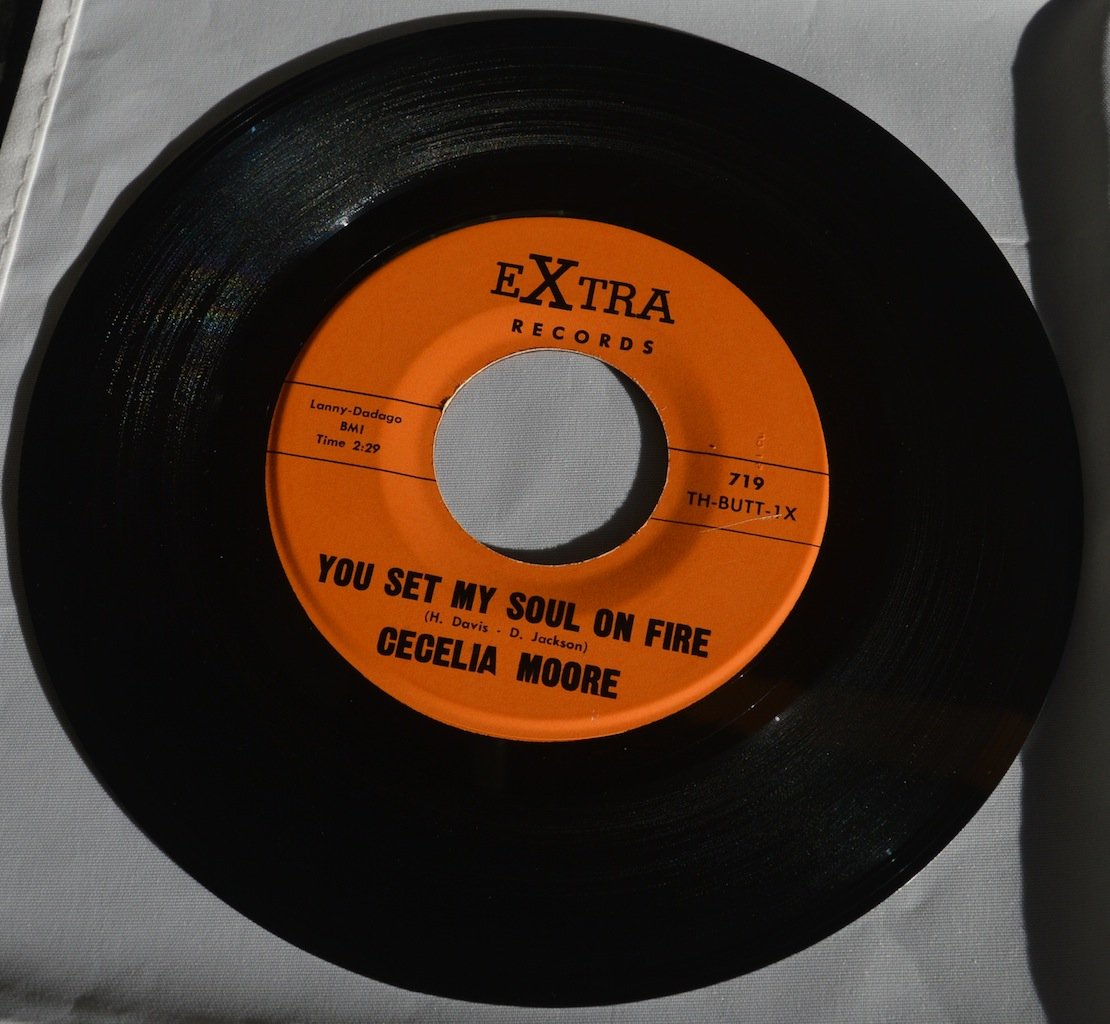 EXTRA
RECORDS
Lanny-Dadago
BMI
Time 2:29
719
TH-BUTT-1X
YOU SET MY SOUL ON FIRE
(H. Davis - D. Jackson)
CECELIA MOORE